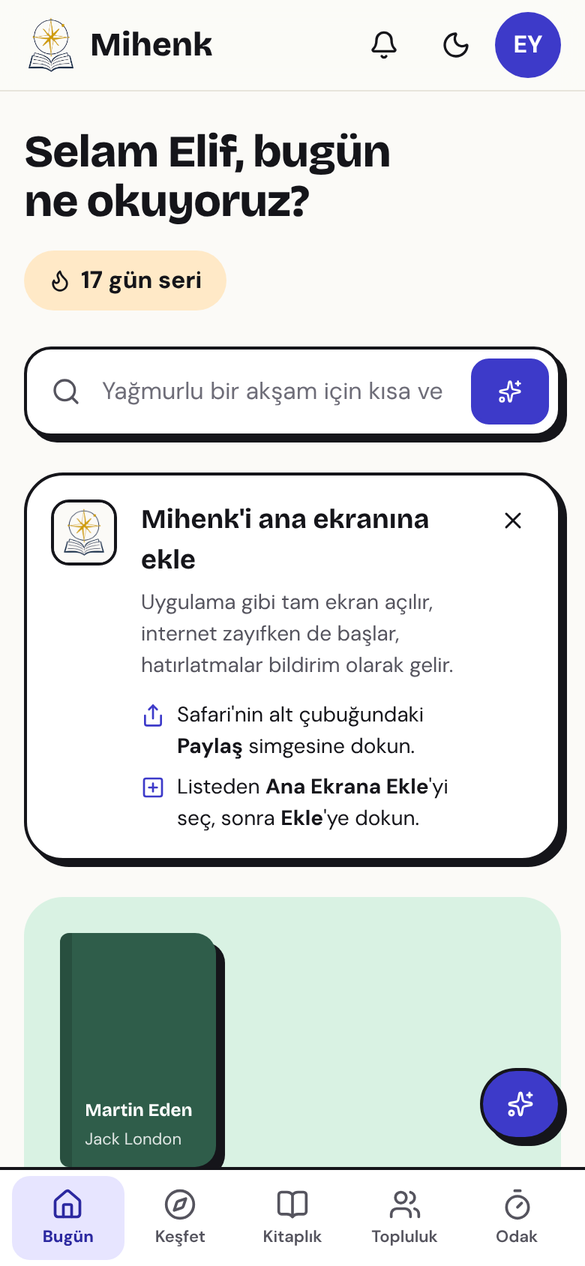 Mihenk
EY
Selam Elif, bugün
ne okuyoruz?
17 gün seri
Yağmurlu bir akşam için kısa ve
Mihenk'i ana ekranına
ekle
Uygulama gibi tam ekran açılır,
internet zayıfken de başlar,
hatırlatmalar bildirim olarak gelir.
Safari'nin alt çubuğundaki
Paylaş simgesine dokun.
Listeden Ana Ekrana Ekle'yi
seç, sonra Ekle'ye dokun.
Martin Eden
Jack London
Bugün
Keşfet
Kitaplık
Topluluk
Odak